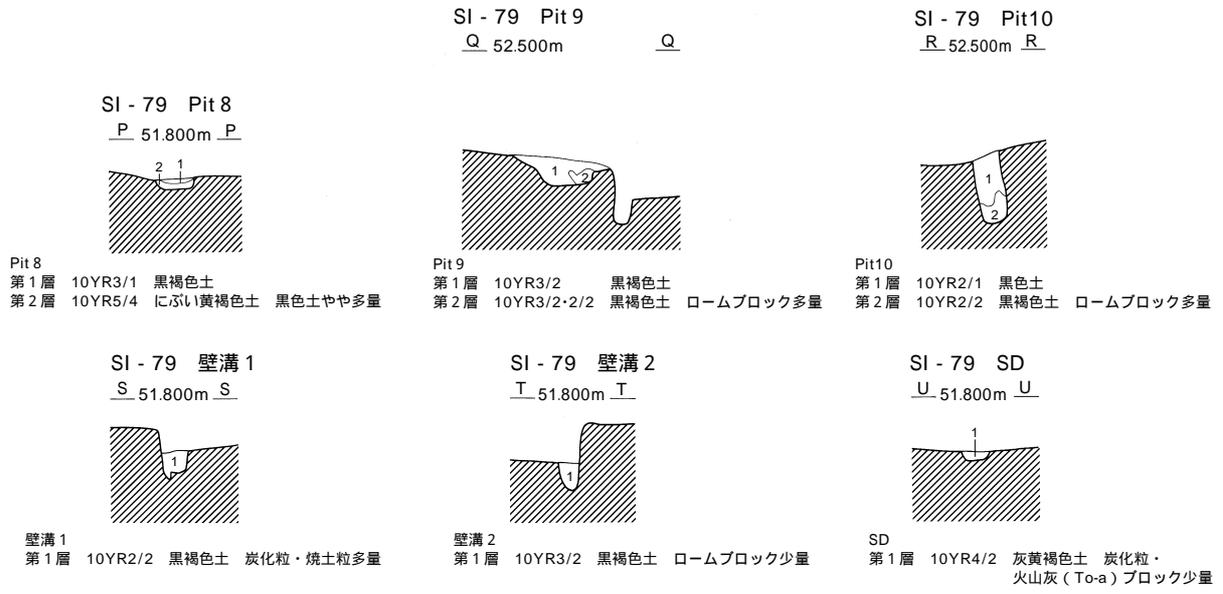 SI - 79 Pit 8
P 51.800m P
2 1
Pit 8
第1層 10YR3/1 黒褐色土
第2層 10YR5/4 にぶい黄褐色土 黒色土やや多量
SI - 79 Pit 9
Q 52.500m Q
1 2
Pit 9
第1層 10YR3/2 黒褐色土
第2層 10YR3/2・2/2 黒褐色土 ロームブロック多量
SI - 79 Pit10
R 52.500m R
1
2
Pit10
第1層 10YR2/1 黒色土
第2層 10YR2/2 黒褐色土 ロームブロック多量
SI - 79 壁溝1
S 51.800m S
1
壁溝1
第1層 10YR2/2 黒褐色土 炭化粒・焼土粒多量
SI - 79 壁溝2
T 51.800m T
1
壁溝2
第1層 10YR3/2 黒褐色土 ロームブロック少量
SI - 79 SD
U 51.800m U
1
SD
第1層 10YR4/2 灰黄褐色土 炭化粒・
火山灰(To-a)ブロック少量